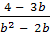 4 − 3b
b² − 2b